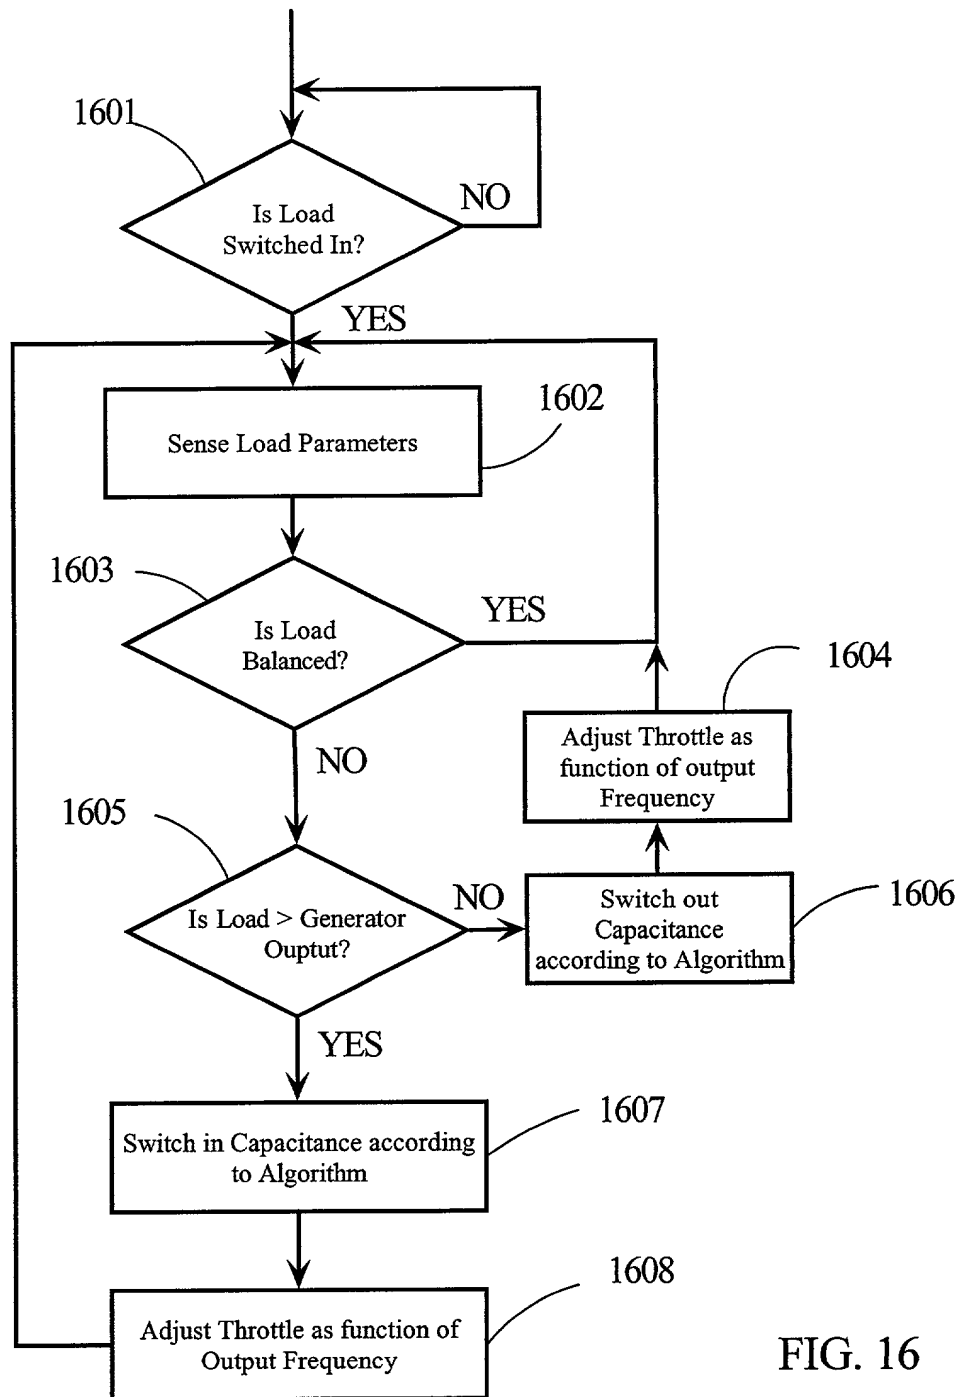 1601
Is Load
Switched In?
NO
YES
1602
Sense Load Parameters
1603
Is Load
Balanced?
YES
NO
1604
Adjust Throttle as
function of output
Frequency
1605
Is Load > Generator
Ouptut?
NO
1606
Switch out
Capacitance
according to Algorithm
YES
1607
Switch in Capacitance according
to Algorithm
1608
Adjust Throttle as function of
Output Frequency
FIG. 16